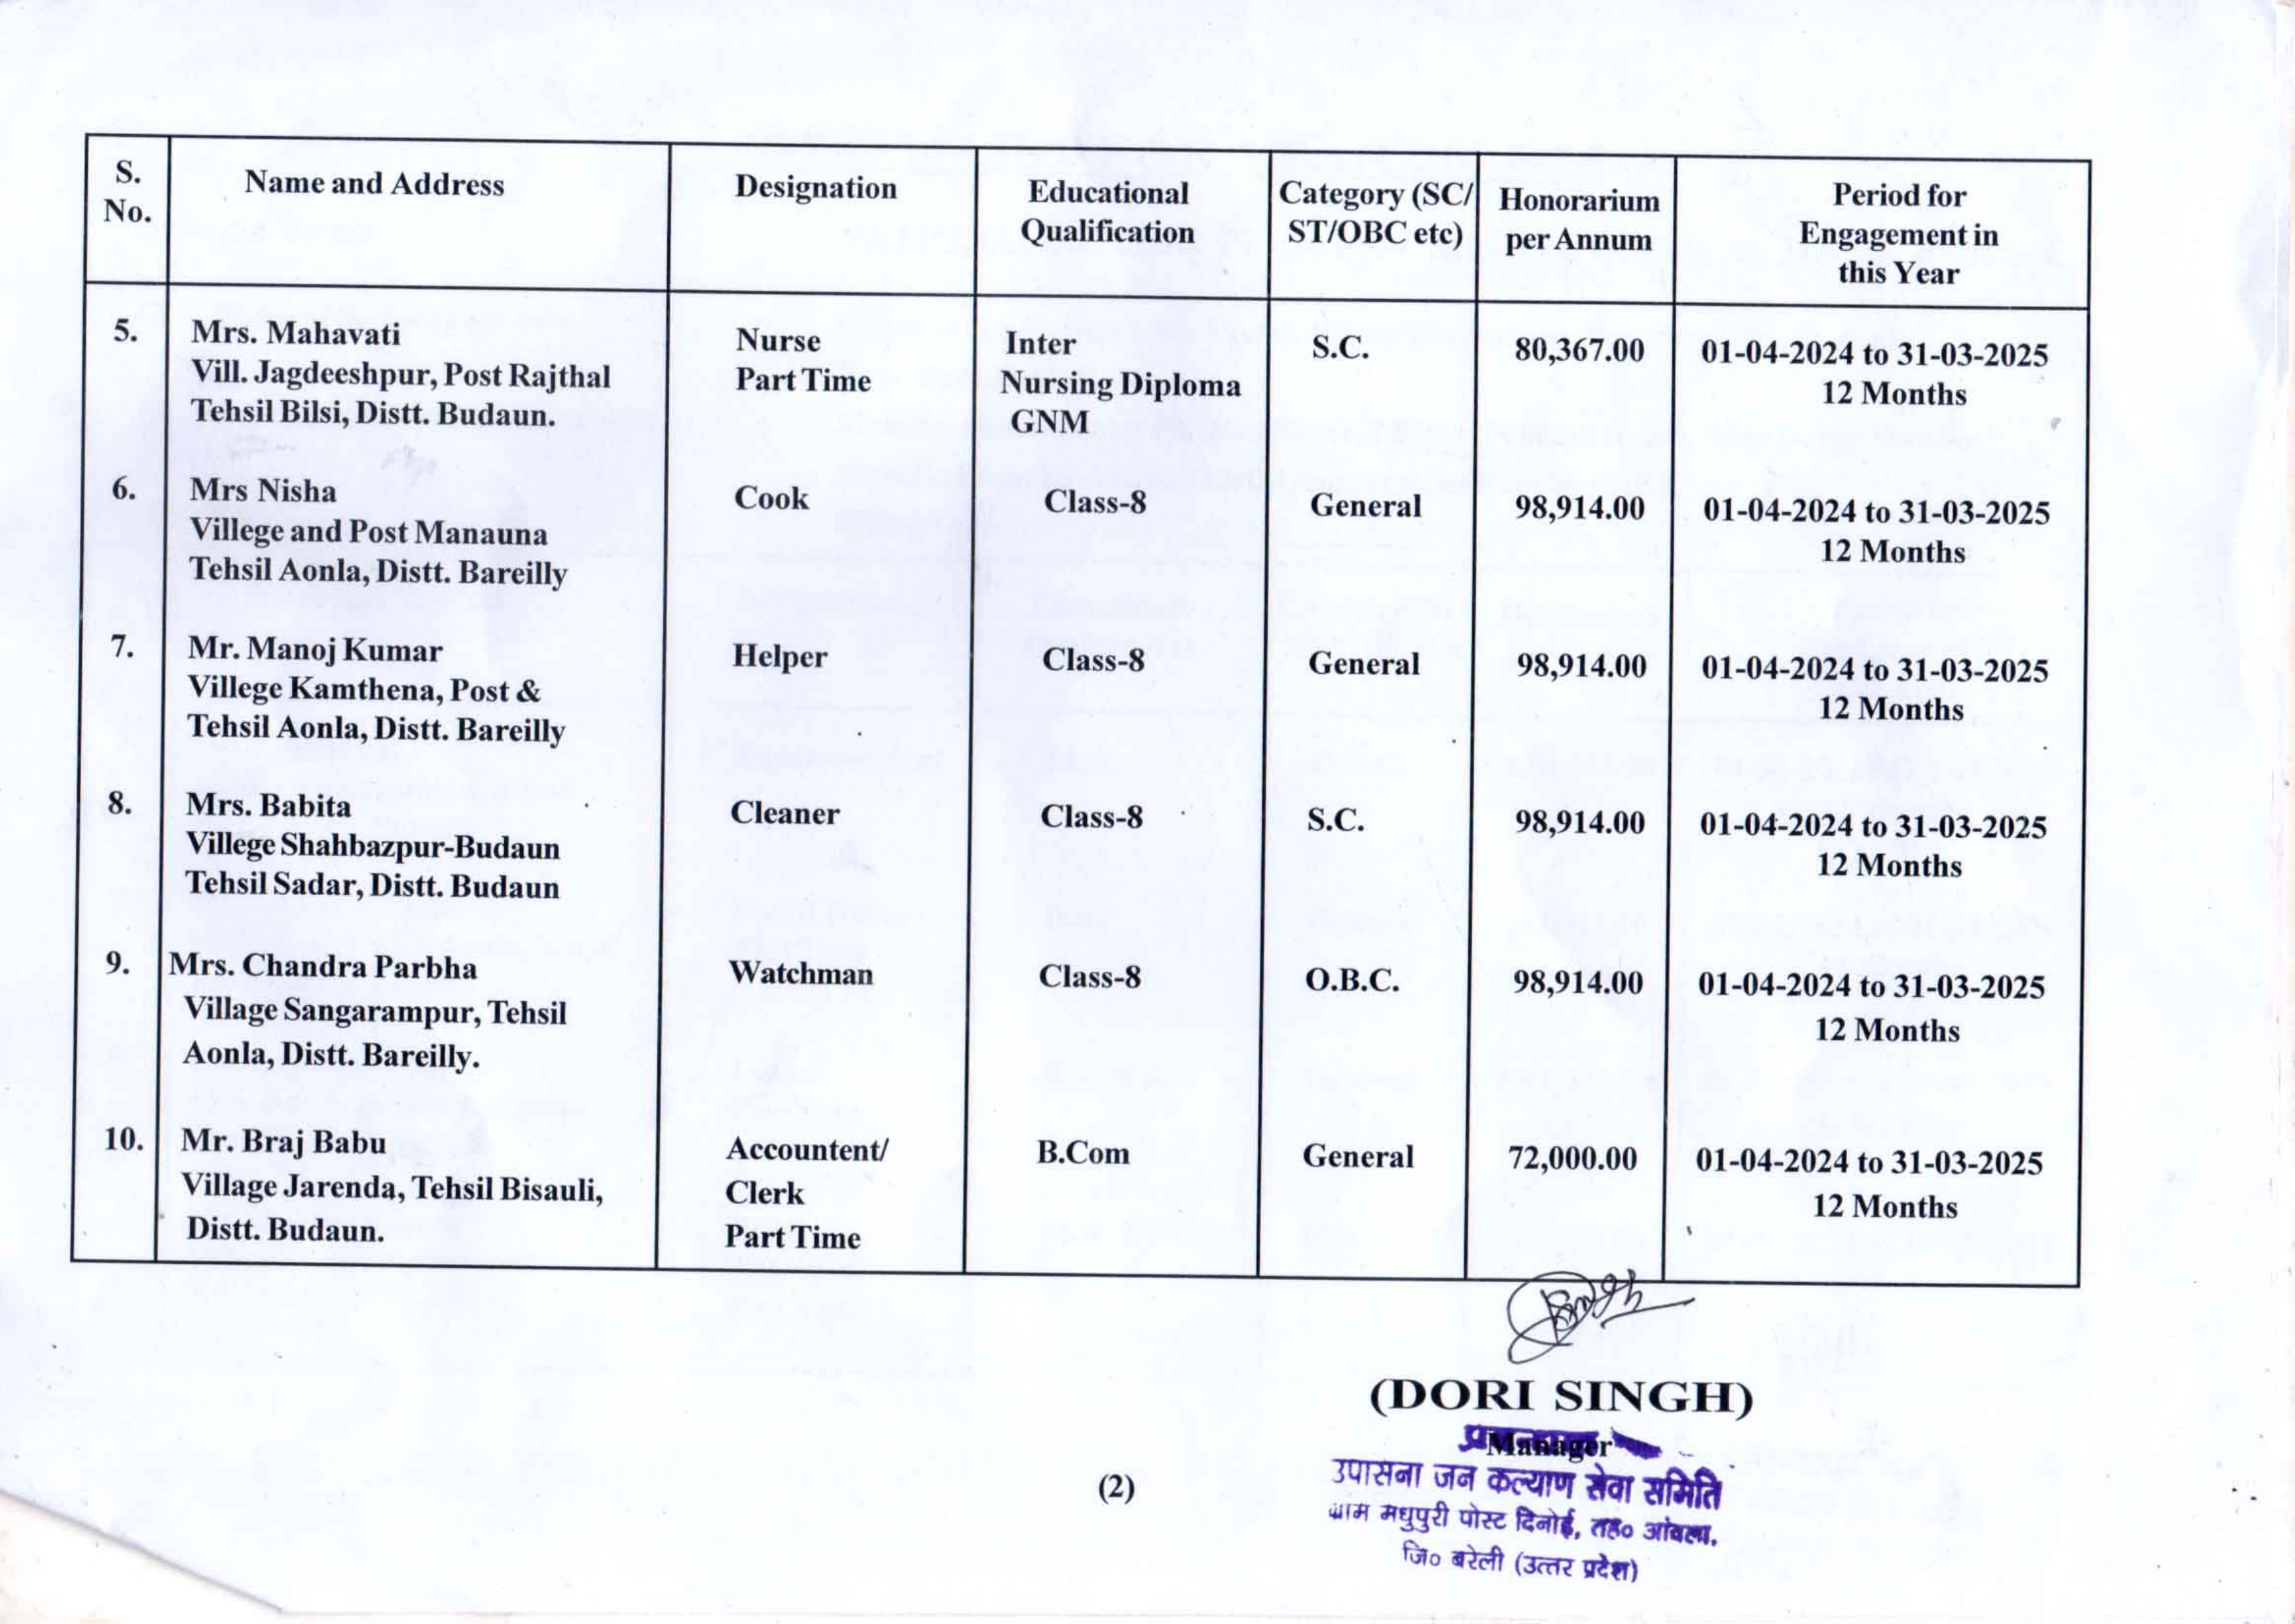 S. No.
Name and Address
Designation
Educational Qualification
Category (SC/ ST/OBC etc)
Honorarium per Annum
Period for Engagement in this Year
5. Mrs. Mahavati Nurse Inter S.C. 80,367.00 01-04-2024 to 31-03-2025
Vill. Jagdeeshpur, Post Rajthal Part Time Nursing Diploma 12 Months
Tehsil Bilsi, Distt. Budaun. GNM
6. Mrs Nisha Cook Class-8 General 98,914.00 01-04-2024 to 31-03-2025
Villege and Post Manauna 12 Months
Tehsil Aonla, Distt. Bareilly
7. Mr. Manoj Kumar Helper Class-8 General 98,914.00 01-04-2024 to 31-03-2025
Villege Kamthena, Post & 12 Months
Tehsil Aonla, Distt. Bareilly
8. Mrs. Babita Cleaner Class-8 S.C. 98,914.00 01-04-2024 to 31-03-2025
Villege Shahbazpur-Budaun 12 Months
Tehsil Sadar, Distt. Budaun
9. Mrs. Chandra Parbha Watchman Class-8 O.B.C. 98,914.00 01-04-2024 to 31-03-2025
Village Sangarampur, Tehsil 12 Months
Aonla, Distt. Bareilly.
10. Mr. Braj Babu Accountent/ B.Com General 72,000.00 01-04-2024 to 31-03-2025
Village Jarenda, Tehsil Bisauli, Clerk 12 Months
Distt. Budaun. Part Time
(DORI SINGH)
Manager
उपासना जन कल्याण सेवा समिति
ग्राम मधुपुरी पोस्ट दिनोई, तह० आंवला.
जि० बरेली (उत्तर प्रदेश)
(2)